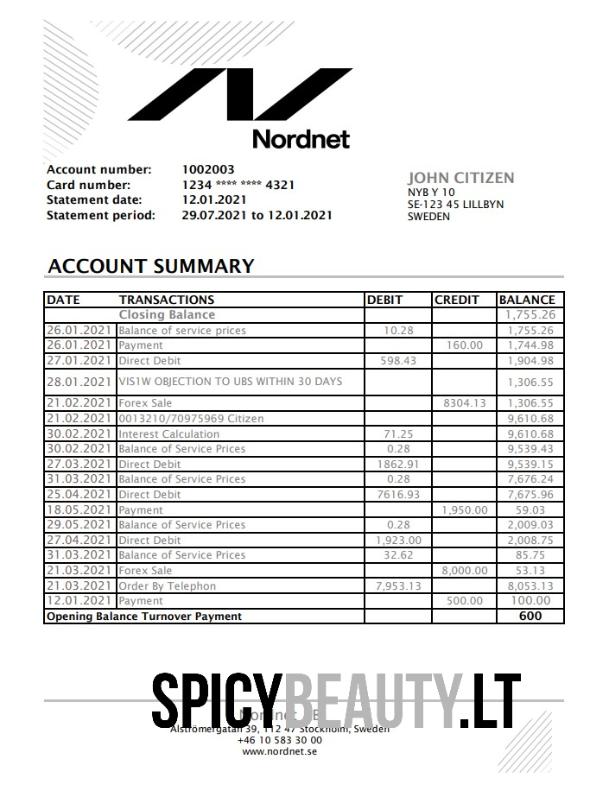 Nordnet
Account number: 1002003
Card number: 1234 **** **** 4321
Statement date: 12.01.2021
Statement period: 29.07.2021 to 12.01.2021
JOHN CITIZEN
NYB Y 10
SE-123 45 LILLBYN
SWEDEN
ACCOUNT SUMMARY
DATE TRANSACTIONS DEBIT CREDIT BALANCE
Closing Balance 1,755.26
26.01.2021 Balance of service prices 10.28 1,755.26
26.01.2021 Payment 160.00 1,744.98
27.01.2021 Direct Debit 598.43 1,904.98
28.01.2021 VIS1W OBJECTION TO UBS WITHIN 30 DAYS 1,306.55
21.02.2021 Forex Sale 8304.13 1,306.55
21.02.2021 0013210/70975969 Citizen 9,610.68
30.02.2021 Interest Calculation 71.25 9,610.68
30.02.2021 Balance of Service Prices 0.28 9,539.43
27.03.2021 Direct Debit 1862.91 9,539.15
31.03.2021 Balance of Service Prices 0.28 7,676.24
25.04.2021 Direct Debit 7616.93 7,675.96
18.05.2021 Payment 1,950.00 59.03
29.05.2021 Balance of Service Prices 0.28 2,009.03
27.04.2021 Direct Debit 1,923.00 2,008.75
31.03.2021 Balance of Service Prices 32.62 85.75
21.03.2021 Forex Sale 8,000.00 53.13
21.03.2021 Order By Telephon 7,953.13 8,053.13
12.01.2021 Payment 500.00 100.00
Opening Balance Turnover Payment 600
SPICYBEAUTY.LT
Alströmergatan 39, 112 47 Stockholm, Sweden
+46 10 583 30 00
www.nordnet.se